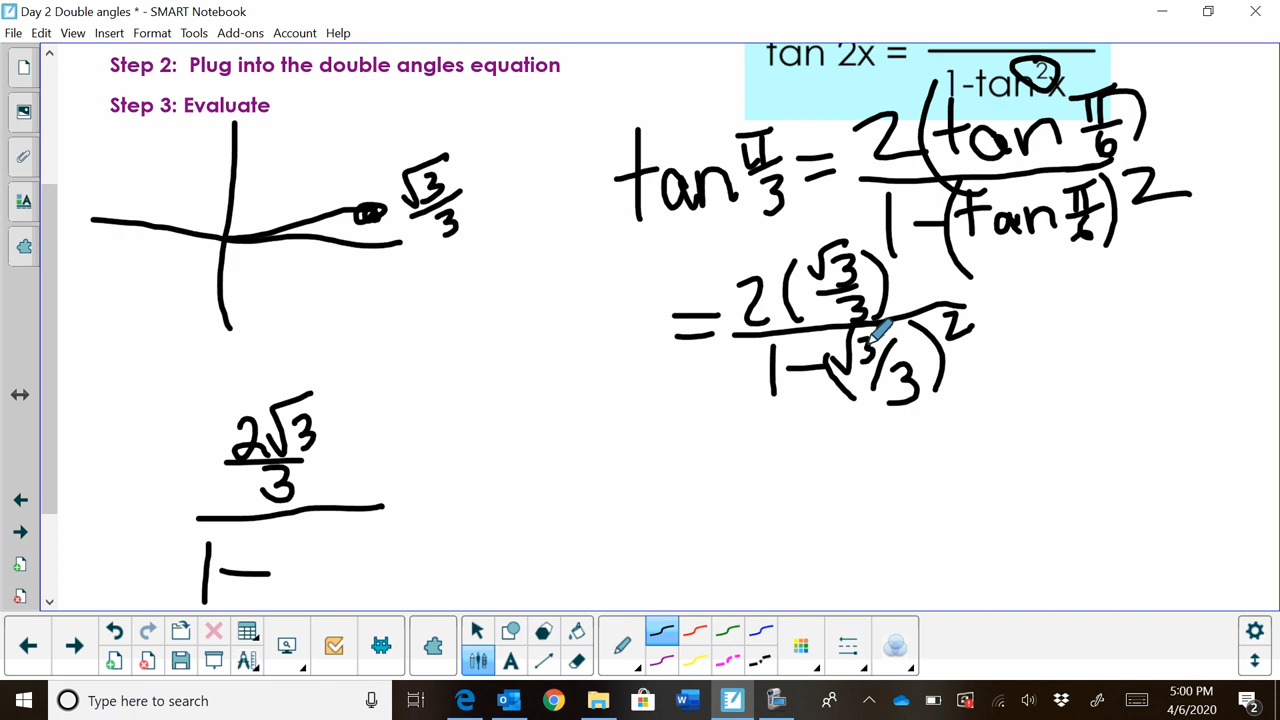 Day 2 Double angles * - SMART Notebook
File Edit View Insert Format Tools Add-ons Account Help
Step 2: Plug into the double angles equation
Step 3: Evaluate
tan 2x =
1-tan²x
tan π/3 = 2(tan π/6) / 1-(tan π/6)²
√3/3
= 2(√3/3) / 1-(√3/3)²
2√3/3
1-
Type here to search
5:00 PM
4/6/2020
2